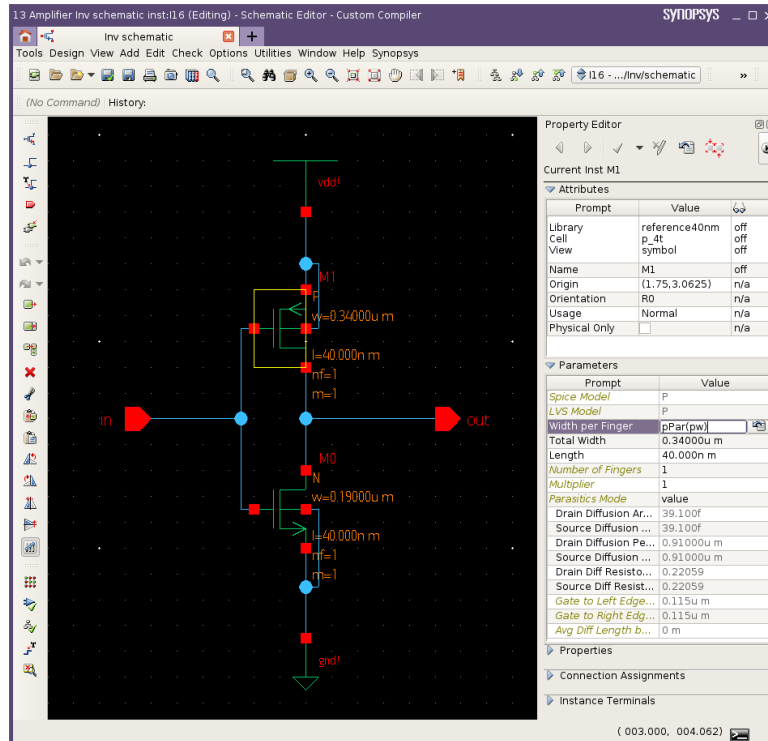 13 Amplifier Inv schematic inst:I16 (Editing) - Schematic Editor - Custom Compiler SYNOPSYS
Inv schematic
Tools Design View Add Edit Check Options Utilities Window Help Synopsys
I16 - .../Inv/schematic »
(No Command) History:
Property Editor
Current Inst M1
Attributes
Prompt Value
Library reference40nm off
Cell p_4t off
View symbol off
Name M1 off
Origin (1.75,3.0625) n/a
Orientation R0 n/a
Usage Normal n/a
Physical Only n/a
Parameters
Prompt Value
Spice Model P
LVS Model P
Width per Finger pPar(pw)
Total Width 0.34000u m
Length 40.000n m
Number of Fingers 1
Multiplier 1
Parasitics Mode value
Drain Diffusion Ar... 39.100f
Source Diffusion ... 39.100f
Drain Diffusion Pe... 0.91000u m
Source Diffusion ... 0.91000u m
Drain Diff Resisto... 0.22059
Source Diff Resist... 0.22059
Gate to Left Edge... 0.115u m
Gate to Right Edg... 0.115u m
Avg Diff Length b... 0 m
Properties
Connection Assignments
Instance Terminals
vdd!
M1
P
w=0.34000u m
l=40.000n m
nf=1
m=1
in
out
M0
N
w=0.19000u m
l=40.000n m
nf=1
m=1
gnd!
( 003.000, 004.062)